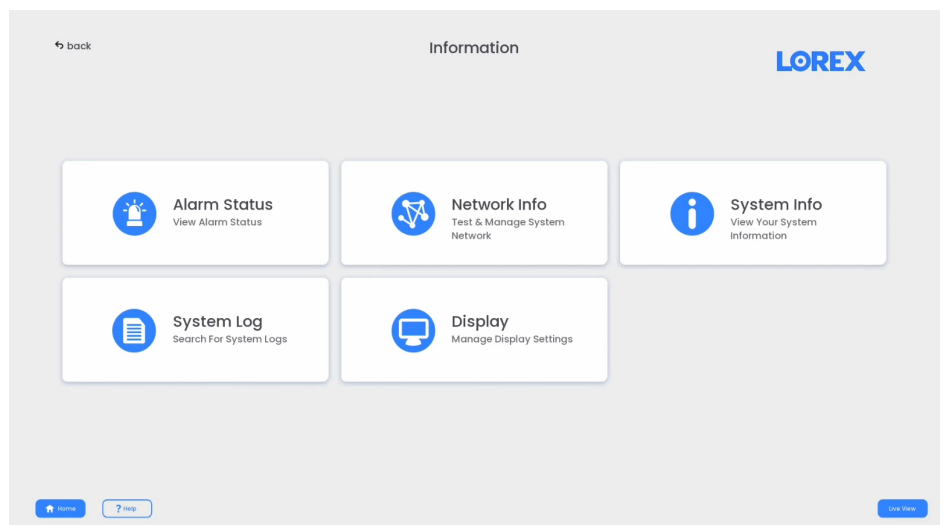 back
Information
LOREX
Alarm Status
View Alarm Status
Network Info
Test & Manage System
Network
System Info
View Your System
Information
System Log
Search For System Logs
Display
Manage Display Settings
Home
? Help
Live View